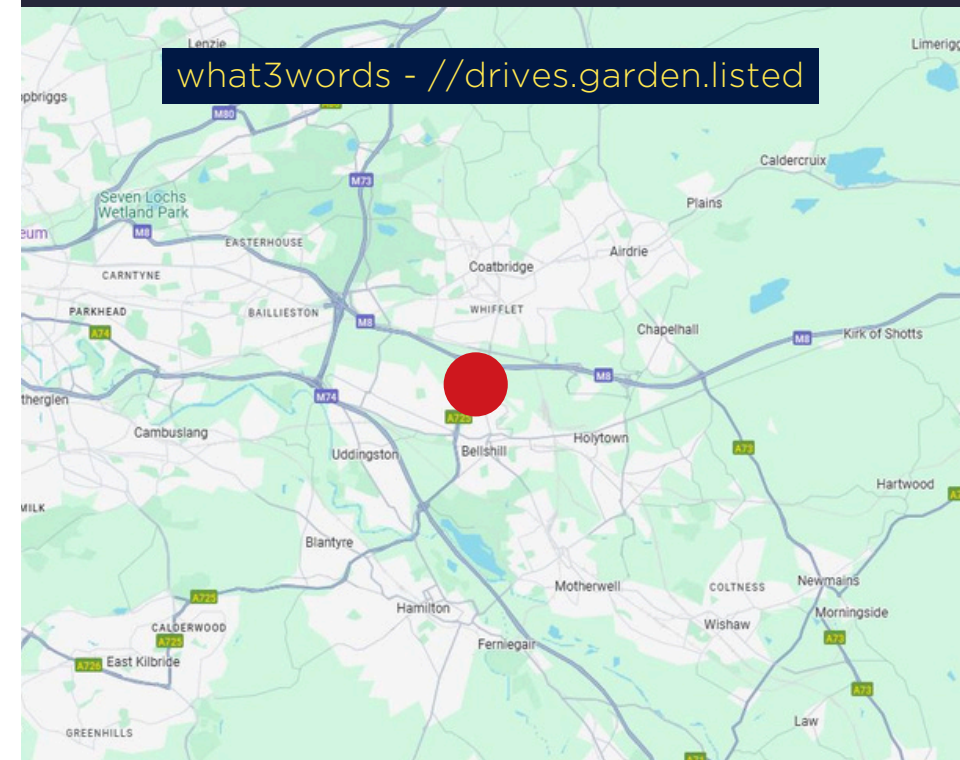 Lenzie
Limerigg
what3words - //drives.garden.listed
opbriggs
M80
Caldercruix
M73
Plains
Seven Lochs
Wetland Park
eum
M8
EASTERHOUSE
Airdrie
Coatbridge
CARNTYNE
PARKHEAD
BAILLIESTON
WHIFFLET
A74
M8
Chapelhall
M8
Kirk of Shotts
M8
therglen
M74
A725
Cambuslang
Uddingston
Bellshill
Holytown
A73
Hartwood
MILK
Blantyre
Motherwell
COLTNESS
Newmains
A725
Hamilton
Morningside
CALDERWOOD
Wishaw
A725
A73
Ferniegair
A726
East Kilbride
A73
Law
GREENHILLS